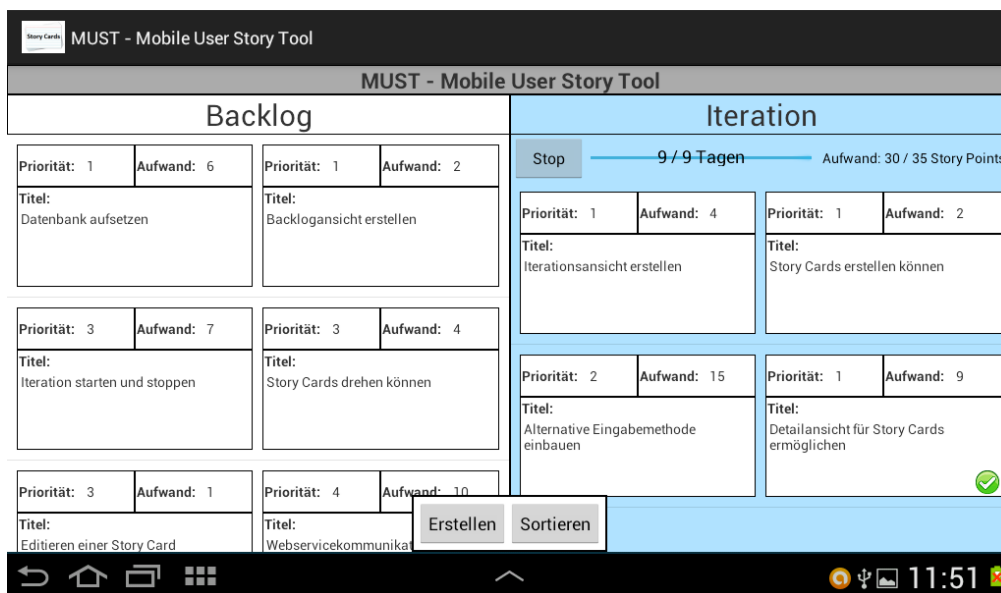 Story Cards
MUST - Mobile User Story Tool
MUST - Mobile User Story Tool
Backlog
Priorität: 1 Aufwand: 6
Titel:
Datenbank aufsetzen
Priorität: 1 Aufwand: 2
Titel:
Backlogansicht erstellen
Priorität: 3 Aufwand: 7
Titel:
Iteration starten und stoppen
Priorität: 3 Aufwand: 4
Titel:
Story Cards drehen können
Priorität: 3 Aufwand: 1
Titel:
Editieren einer Story Card
Priorität: 4 Aufwand: 10
Titel:
Webservicekommunikat
Iteration
Stop 9 / 9 Tagen Aufwand: 30 / 35 Story Points
Priorität: 1 Aufwand: 4
Titel:
Iterationsansicht erstellen
Priorität: 1 Aufwand: 2
Titel:
Story Cards erstellen können
Priorität: 2 Aufwand: 15
Titel:
Alternative Eingabemethode
einbauen
Priorität: 1 Aufwand: 9
Titel:
Detailansicht für Story Cards
ermöglichen
Erstellen Sortieren
11:51